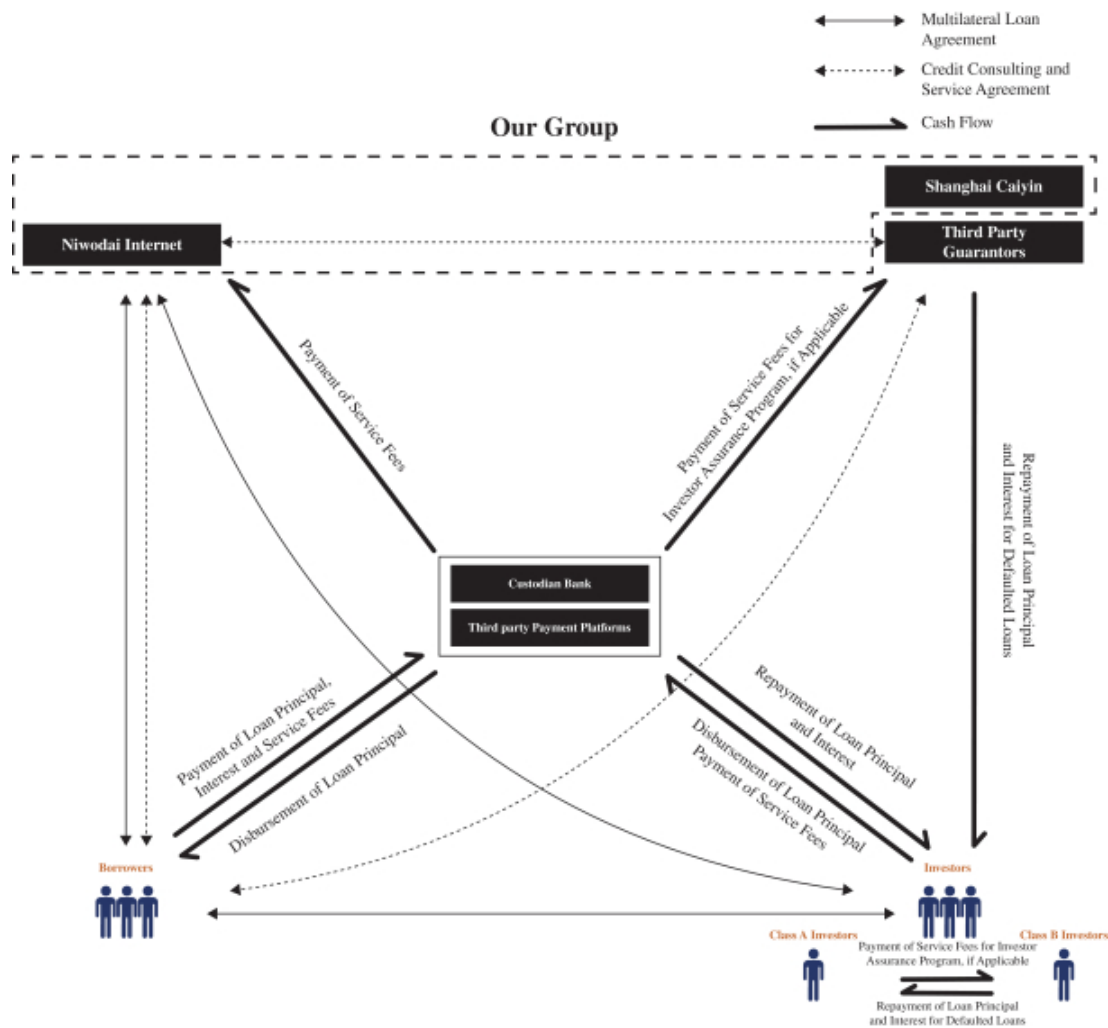 Multilateral Loan
Agreement
Credit Consulting and
Service Agreement
Cash Flow
Our Group
Shanghai Caiyin
Niwodai Internet
Third Party
Guarantors
Payment of Service Fees
Payment of Service Fees for
Investor Assurance Program, if Applicable
Repayment of Loan Principal
and Interest for Defaulted Loans
Custodian Bank
Third party Payment Platforms
Payment of Loan Principal,
Interest and Service Fees
Disbursement of Loan Principal
Repayment of Loan Principal
and Interest
Disbursement of Loan Principal
Payment of Service Fees
Borrowers
Investors
Class A Investors
Class B Investors
Payment of Service Fees for Investor
Assurance Program, if Applicable
Repayment of Loan Principal
and Interest for Defaulted Loans